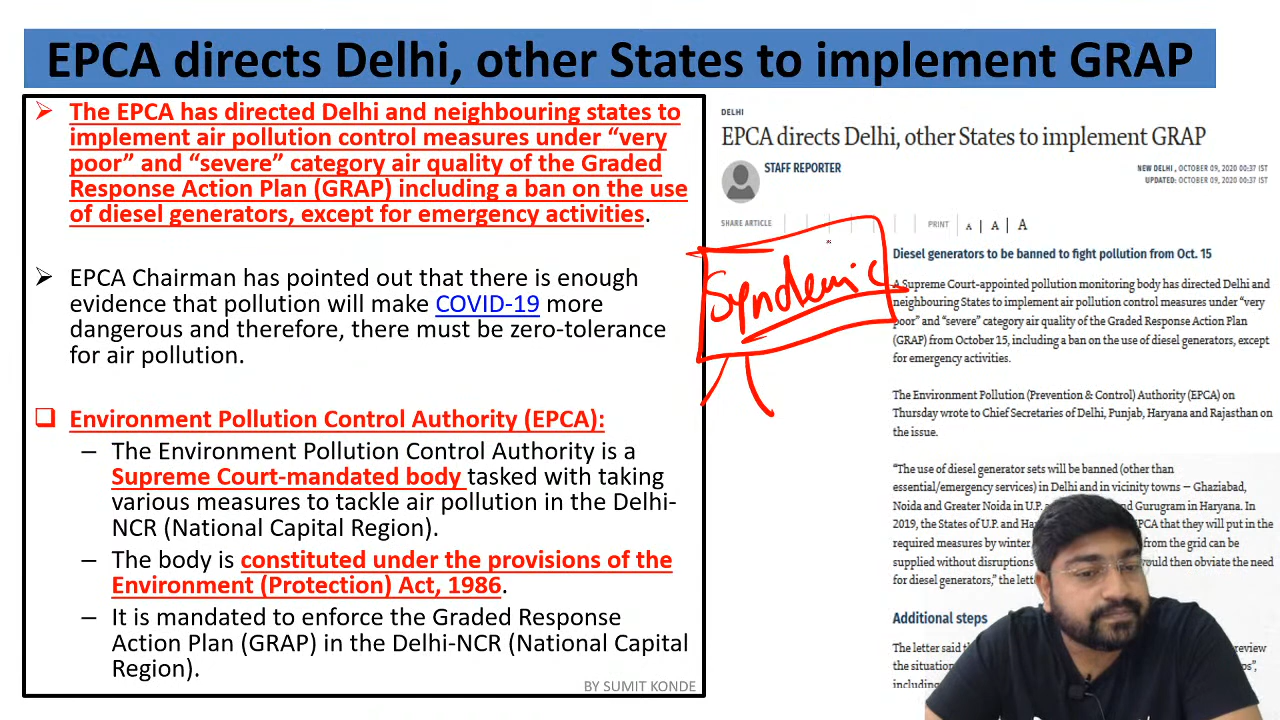 EPCA directs Delhi, other States to implement GRAP
The EPCA has directed Delhi and neighbouring states to
implement air pollution control measures under “very
poor” and “severe” category air quality of the Graded
Response Action Plan (GRAP) including a ban on the use
of diesel generators, except for emergency activities.
EPCA Chairman has pointed out that there is enough
evidence that pollution will make COVID-19 more
dangerous and therefore, there must be zero-tolerance
for air pollution.
Environment Pollution Control Authority (EPCA):
– The Environment Pollution Control Authority is a
Supreme Court-mandated body tasked with taking
various measures to tackle air pollution in the Delhi-
NCR (National Capital Region).
– The body is constituted under the provisions of the
Environment (Protection) Act, 1986.
– It is mandated to enforce the Graded Response
Action Plan (GRAP) in the Delhi-NCR (National Capital
Region).
BY SUMIT KONDE
DELHI
EPCA directs Delhi, other States to implement GRAP
STAFF REPORTER
NEW DELHI, OCTOBER 09, 2020 00:37 IST
UPDATED: OCTOBER 09, 2020 00:37 IST
SHARE ARTICLE
PRINT A | A | A
Syndemic
Diesel generators to be banned to fight pollution from Oct. 15
A Supreme Court-appointed pollution monitoring body has directed Delhi and
neighbouring States to implement air pollution control measures under “very
poor” and “severe” category air quality of the Graded Response Action Plan
(GRAP) from October 15, including a ban on the use of diesel generators, except
for emergency activities.
The Environment Pollution (Prevention & Control) Authority (EPCA) on
Thursday wrote to Chief Secretaries of Delhi, Punjab, Haryana and Rajasthan on
the issue.
“The use of diesel generator sets will be banned (other than
essential/emergency services) in Delhi and in vicinity towns — Ghaziabad,
Noida and Greater Noida in U.P. and Gurugram in Haryana. In
2019, the States of U.P. and EPCA that they will put in the
required measures by winter from the grid can be
supplied without disruptions would then obviate the need
for diesel generators,” the
Additional steps
The letter said review
the situation
including